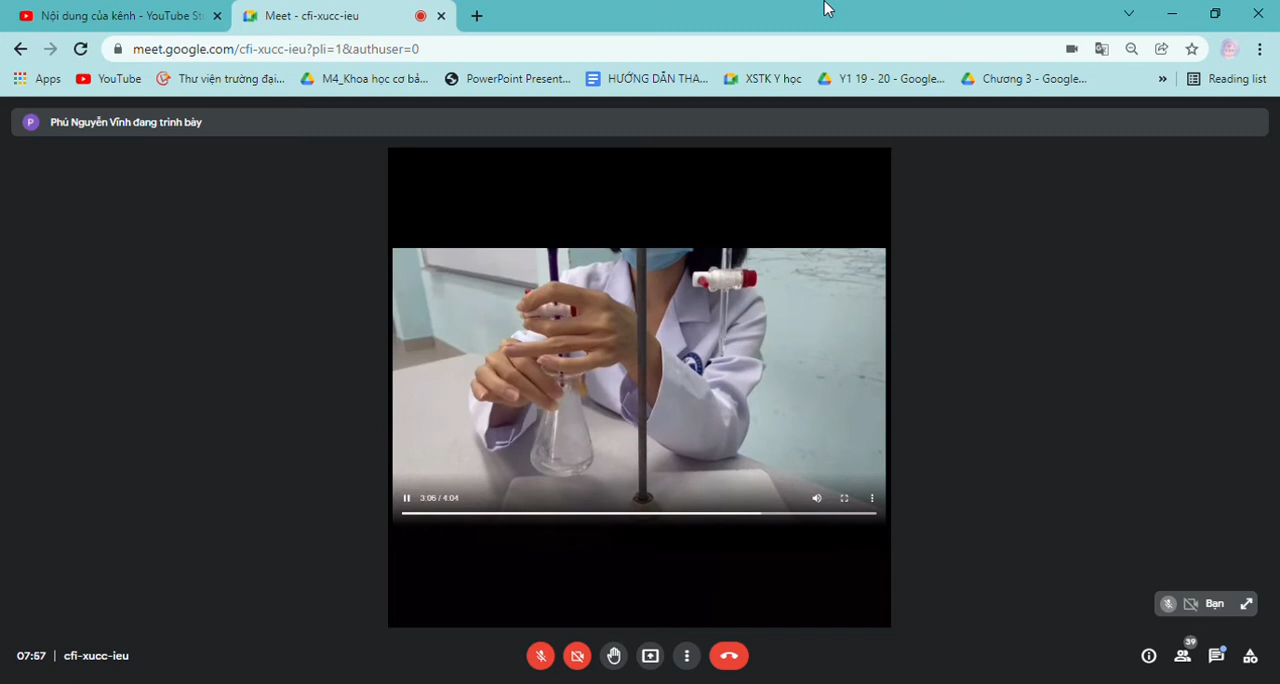 Nội dung của kênh - YouTube St
Meet - cfi-xucc-ieu
meet.google.com/cfi-xucc-ieu?pli=1&authuser=0
Apps
YouTube
Thư viện trường đại...
M4_Khoa học cơ bả...
PowerPoint Present...
HƯỚNG DẪN THA...
XSTK Y học
Y1 19 - 20 - Google...
Chương 3 - Google...
»
Reading list
P
Phú Nguyễn Vĩnh đang trình bày
3:06 / 4:04
Bạn
07:57 | cfi-xucc-ieu
39